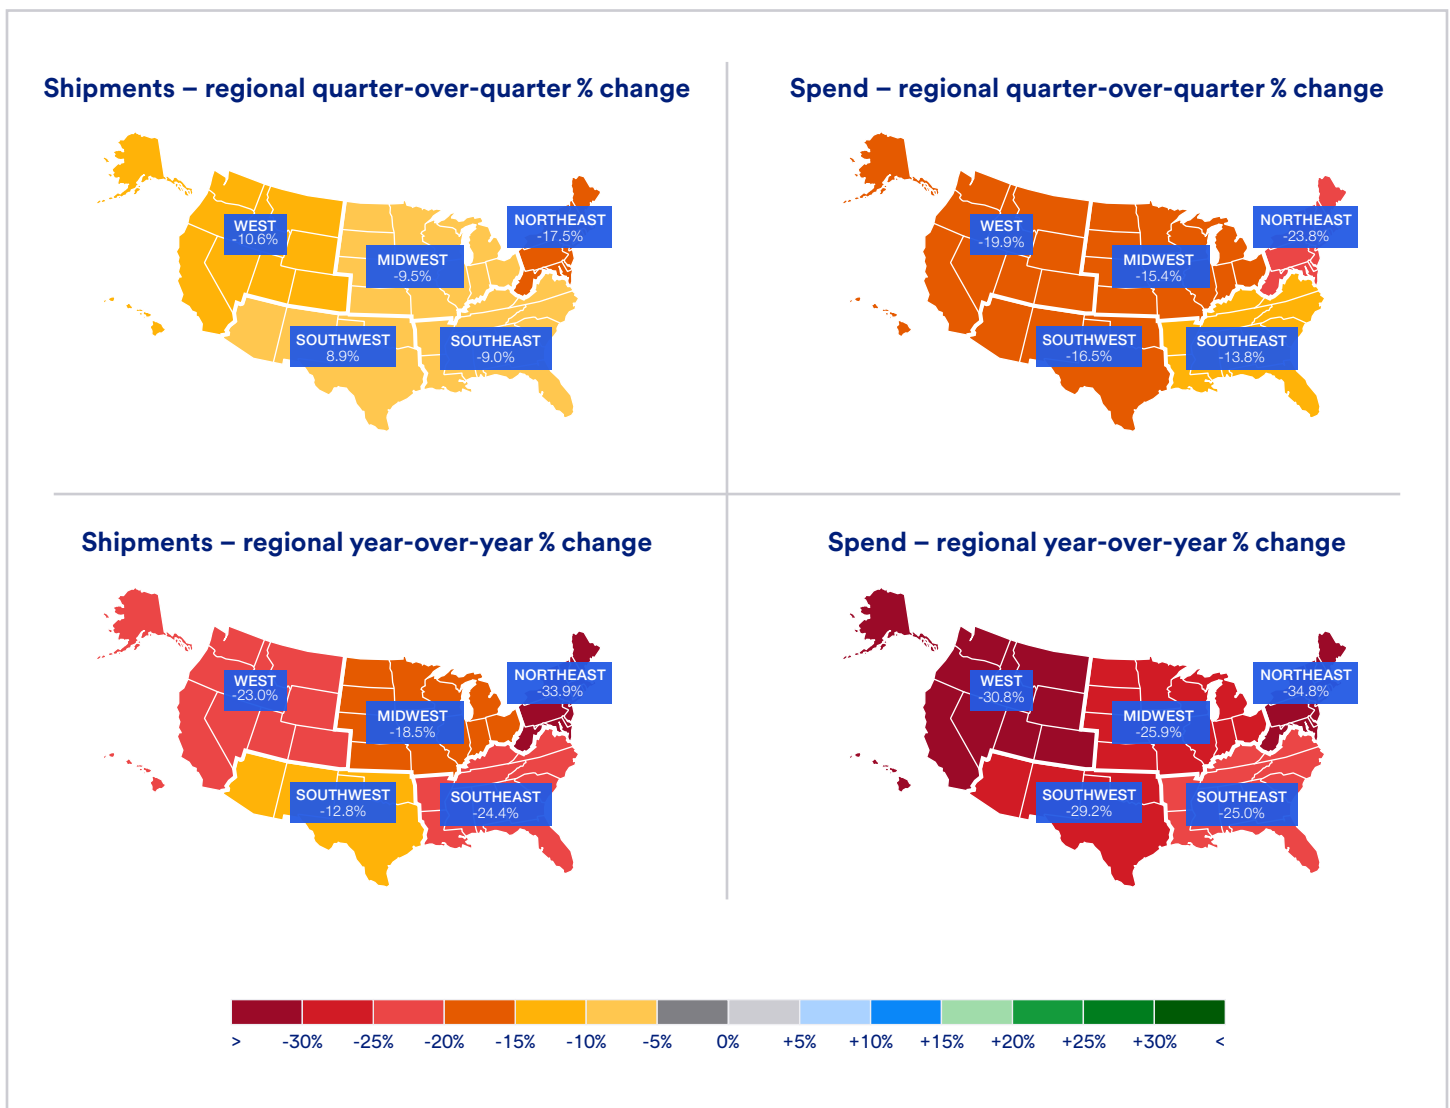 Shipments – regional quarter-over-quarter % change
WEST
-10.6%
MIDWEST
-9.5%
NORTHEAST
-17.5%
SOUTHWEST
8.9%
SOUTHEAST
-9.0%
Spend – regional quarter-over-quarter % change
WEST
-19.9%
MIDWEST
-15.4%
NORTHEAST
-23.8%
SOUTHWEST
-16.5%
SOUTHEAST
-13.8%
Shipments – regional year-over-year % change
WEST
-23.0%
MIDWEST
-18.5%
NORTHEAST
-33.9%
SOUTHWEST
-12.8%
SOUTHEAST
-24.4%
Spend – regional year-over-year % change
WEST
-30.8%
MIDWEST
-25.9%
NORTHEAST
-34.8%
SOUTHWEST
-29.2%
SOUTHEAST
-25.0%
> -30% -25% -20% -15% -10% -5% 0% +5% +10% +15% +20% +25% +30% <